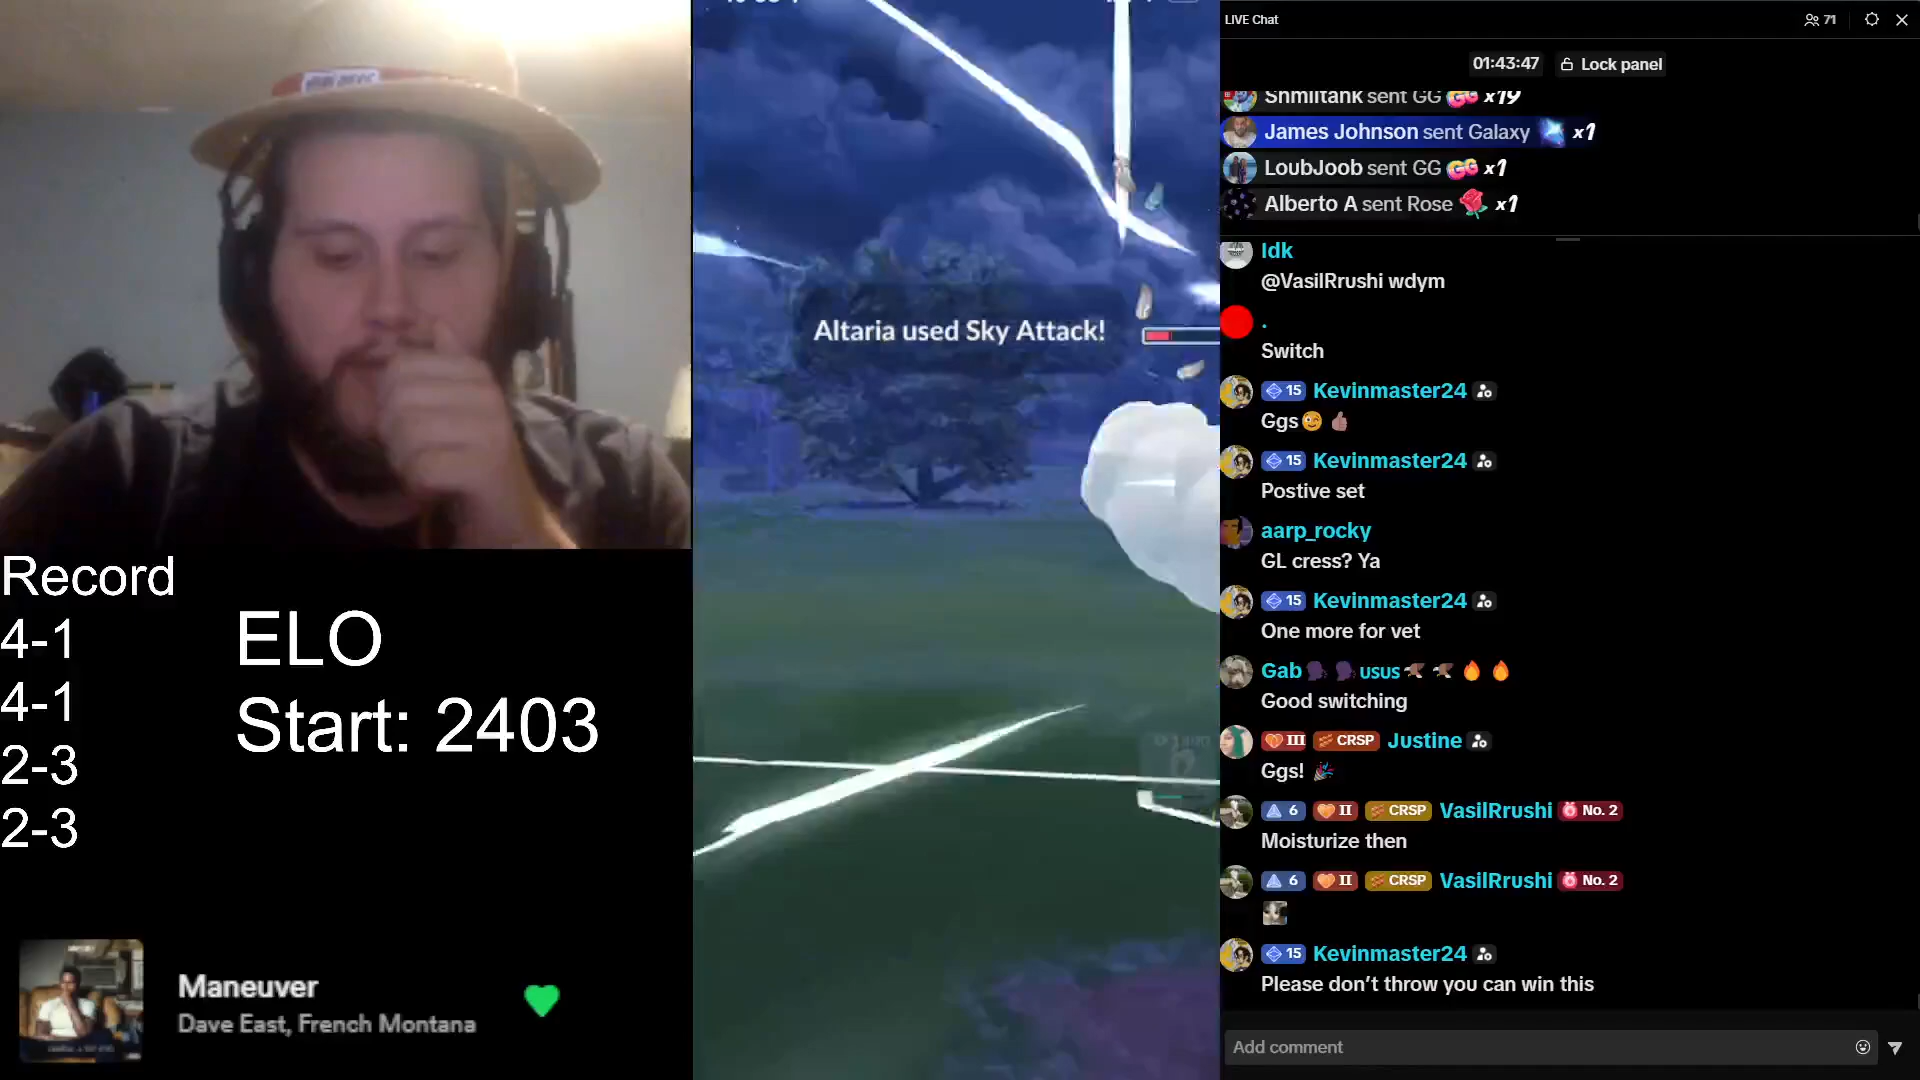 LIVE Chat
71
01:43:47 Lock panel
Shmiltank sent GG x19
James Johnson sent Galaxy x1
LoubJoob sent GG x1
Alberto A sent Rose x1
Idk
@VasilRrushi wdym
.
Switch
15 Kevinmaster24
Ggs
15 Kevinmaster24
Postive set
aarp_rocky
GL cress? Ya
15 Kevinmaster24
One more for vet
Gab usus
Good switching
III CRSP Justine
Ggs!
6 II CRSP VasilRrushi No. 2
Moisturize then
6 II CRSP VasilRrushi No. 2
15 Kevinmaster24
Please don't throw you can win this
Add comment
Altaria used Sky Attack!
Record
4-1
4-1
2-3
2-3
ELO
Start: 2403
Maneuver
Dave East, French Montana